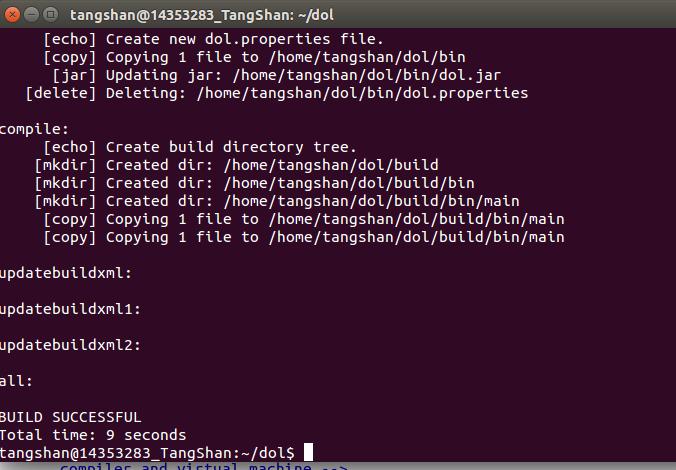 tangshan@14353283_TangShan: ~/dol
[echo] Create new dol.properties file.
[copy] Copying 1 file to /home/tangshan/dol/bin
[jar] Updating jar: /home/tangshan/dol/bin/dol.jar
[delete] Deleting: /home/tangshan/dol/bin/dol.properties
compile:
[echo] Create build directory tree.
[mkdir] Created dir: /home/tangshan/dol/build
[mkdir] Created dir: /home/tangshan/dol/build/bin
[mkdir] Created dir: /home/tangshan/dol/build/bin/main
[copy] Copying 1 file to /home/tangshan/dol/build/bin/main
[copy] Copying 1 file to /home/tangshan/dol/build/bin/main
updatebuildxml:
updatebuildxml1:
updatebuildxml2:
all:
BUILD SUCCESSFUL
Total time: 9 seconds
tangshan@14353283_TangShan:~/dol$
compiler and virtual machine -->